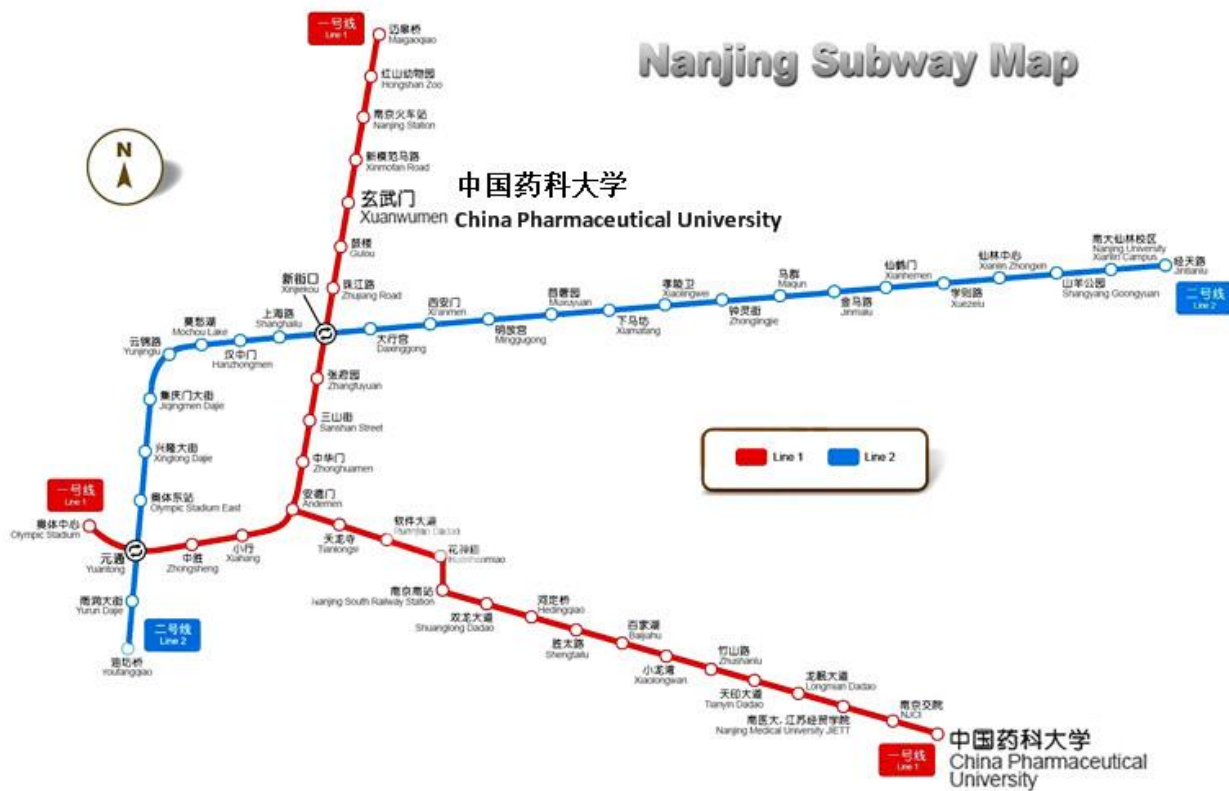 一号线
Line 1
迈皋桥
Maigaoqiao
Nanjing Subway Map
红山动物园
Hongshan Zoo
南京火车站
Nanjing Station
N
新模范马路
Xinmofan Road
玄武门
Xuanwumen
中国药科大学
China Pharmaceutical University
鼓楼
Gulou
珠江路
Zhujiang Road
新街口
Xinjiekou
上海路
Shanghailu
莫愁湖
Mochou Lake
汉中门
Hanzhongmen
云锦路
Yunjinglu
大行宫
Daxinggong
西安门
Xi'anmen
明故宫
Minggugong
苜蓿园
Muxuyuan
下马坊
Xiamafang
孝陵卫
Xiaolingwei
钟灵街
Zhonglingjie
马群
Maqun
金马路
Jinmalu
仙鹤门
Xianhemen
学则路
Xuezelu
仙林中心
Xianlin Zhongxin
山羊公园
Shangyang Goongyuan
南大仙林校区
Nanjing University
Xianlin Campus
经天路
Jintianlu
二号线
Line 2
集庆门大街
Jiqingmen Dajie
兴隆大街
Xinglong Dajie
奥体东站
Olympic Stadium East
张府园
Zhangfuyuan
三山街
Sanshan Street
中华门
Zhonghuamen
安德门
Andemen
Line 1
Line 2
一号线
Line 1
奥体中心
Olympic Stadium
元通
Yuantong
中胜
Zhongsheng
小行
Xiahang
雨润大街
Yurun Dajie
二号线
Line 2
油坊桥
Youfangqiao
天龙寺
Tianlongsi
软件大道
花神庙
南京南站
Nanjing South Railway Station
双龙大道
Shuanglong Dadao
河定桥
Hedingqiao
胜太路
Shengtailu
百家湖
Baijiahu
小龙湾
Xiaolongwan
竹山路
Zhushanlu
天印大道
Tianyin Dadao
龙眠大道
Longmian Dadao
南医大.江苏经贸学院
Nanjing Medical University JIETT
南京交院
NJCI
一号线
Line 1
中国药科大学
China Pharmaceutical
University